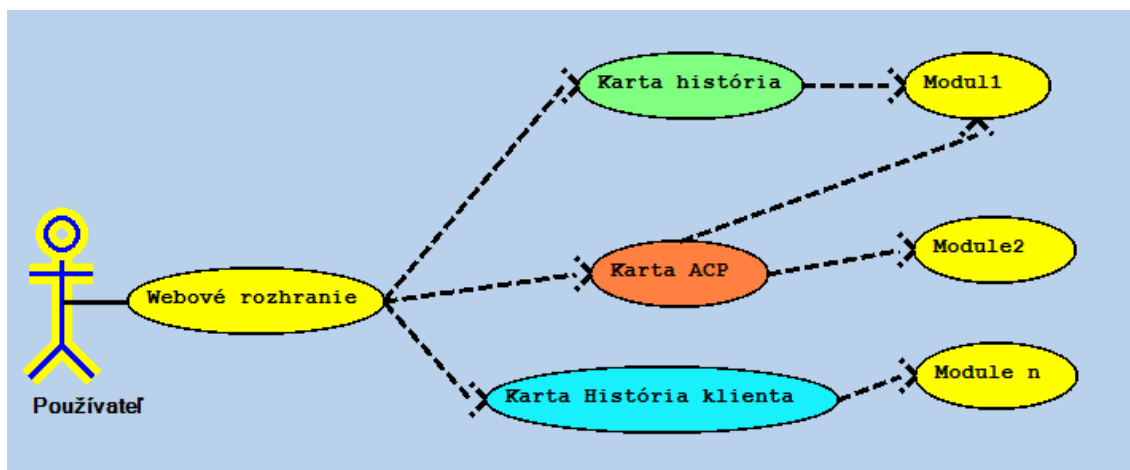 Karta história
Modul1
Karta ACP
Module2
Webové rozhranie
Karta História klienta
Module n
Používateľ